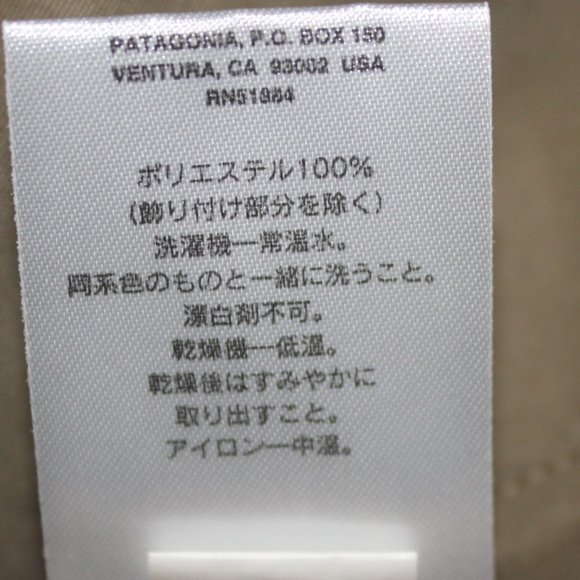 PATAGONIA, P.O. BOX 150
VENTURA, CA 93002 USA
RN51884
ポリエステル100%
(飾り付け部分を除く)
洗濯機―常温水。
同系色のものと一緒に洗うこと。
漂白剤不可。
乾燥機―低温。
乾燥後はすみやかに
取り出すこと。
アイロン―中温。